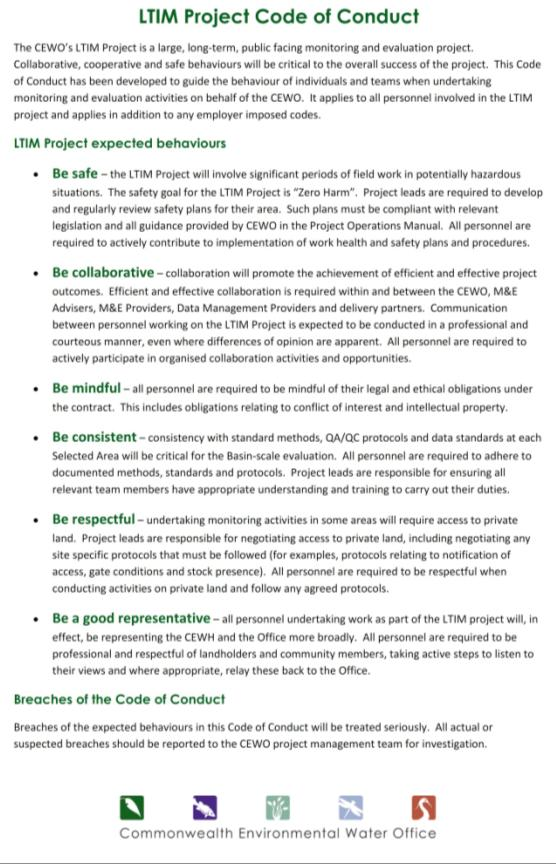 LTIM Project Code of Conduct
The CEWO's LTIM Project is a large, long-term, public facing monitoring and evaluation project.
Collaborative, cooperative and safe behaviours will be critical to the overall success of the project. This Code
of Conduct has been developed to guide the behaviour of individuals and teams when undertaking
monitoring and evaluation activities on behalf of the CEWO. It applies to all personnel involved in the LTIM
project and applies in addition to any employer imposed codes.
LTIM Project expected behaviours
• Be safe – the LTIM Project will involve significant periods of field work in potentially hazardous
situations. The safety goal for the LTIM Project is "Zero Harm". Project leads are required to develop
and regularly review safety plans for their area. Such plans must be compliant with relevant
legislation and all guidance provided by CEWO in the Project Operations Manual. All personnel are
required to actively contribute to implementation of work health and safety plans and procedures.
• Be collaborative – collaboration will promote the achievement of efficient and effective project
outcomes. Efficient and effective collaboration is required within and between the CEWO, M&E
Advisers, M&E Providers, Data Management Providers and delivery partners. Communication
between personnel working on the LTIM Project is expected to be conducted in a professional and
courteous manner, even where differences of opinion are apparent. All personnel are required to
actively participate in organised collaboration activities and opportunities.
• Be mindful – all personnel are required to be mindful of their legal and ethical obligations under
the contract. This includes obligations relating to conflict of interest and intellectual property.
• Be consistent – consistency with standard methods, QA/QC protocols and data standards at each
Selected Area will be critical for the Basin-scale evaluation. All personnel are required to adhere to
documented methods, standards and protocols. Project leads are responsible for ensuring all
relevant team members have appropriate understanding and training to carry out their duties.
• Be respectful – undertaking monitoring activities in some areas will require access to private
land. Project leads are responsible for negotiating access to private land, including negotiating any
site specific protocols that must be followed (for examples, protocols relating to notification of
access, gate conditions and stock presence). All personnel are required to be respectful when
conducting activities on private land and follow any agreed protocols.
• Be a good representative – all personnel undertaking work as part of the LTIM project will, in
effect, be representing the CEWH and the Office more broadly. All personnel are required to be
professional and respectful of landholders and community members, taking active steps to listen to
their views and where appropriate, relay these back to the Office.
Breaches of the Code of Conduct
Breaches of the expected behaviours in this Code of Conduct will be treated seriously. All actual or
suspected breaches should be reported to the CEWO project management team for investigation.
Commonwealth Environmental Water Office